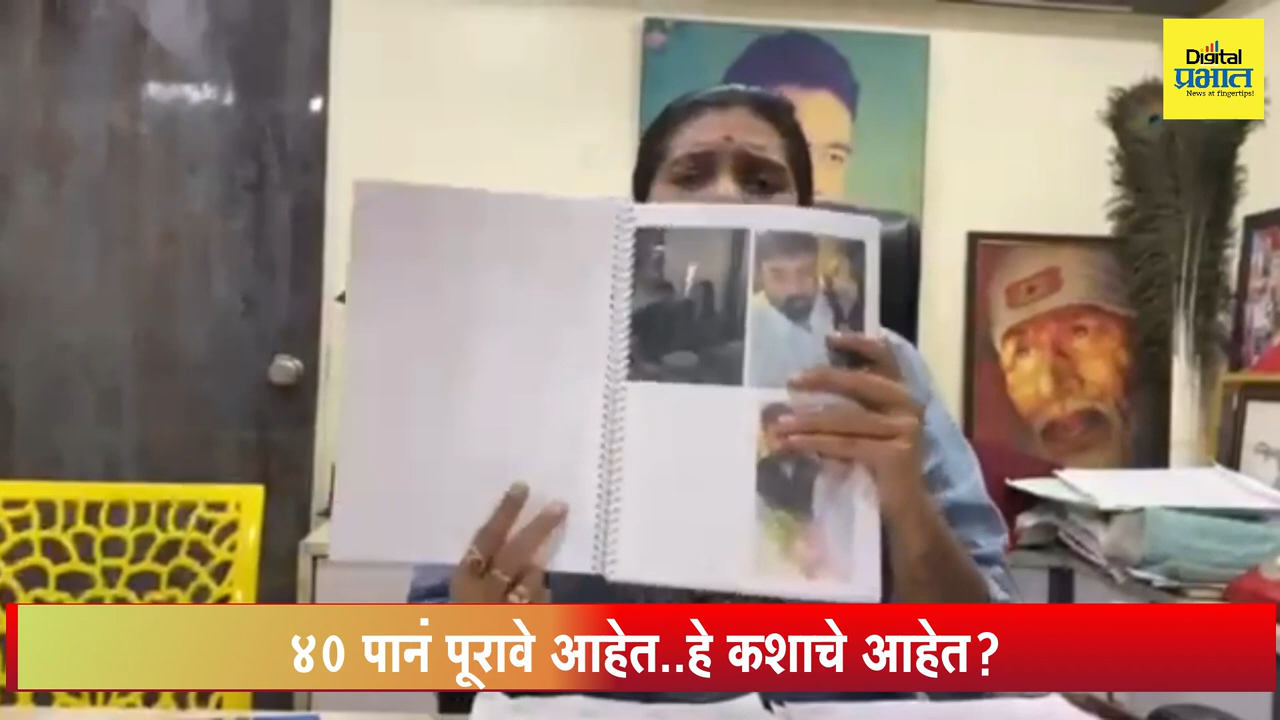 Digital
प्रभात
News at fingertips!
४० पानं पूरावे आहेत..हे कशाचे आहेत?